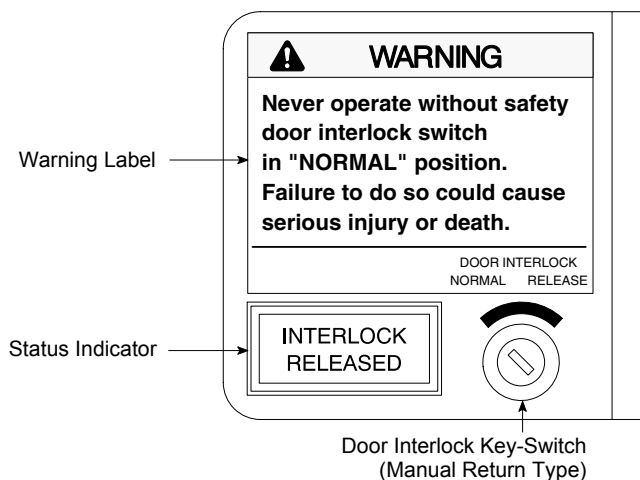 WARNING
Never operate without safety
door interlock switch
in "NORMAL" position.
Failure to do so could cause
serious injury or death.
Warning Label
DOOR INTERLOCK
NORMAL RELEASE
INTERLOCK
RELEASED
Status Indicator
Door Interlock Key-Switch
(Manual Return Type)